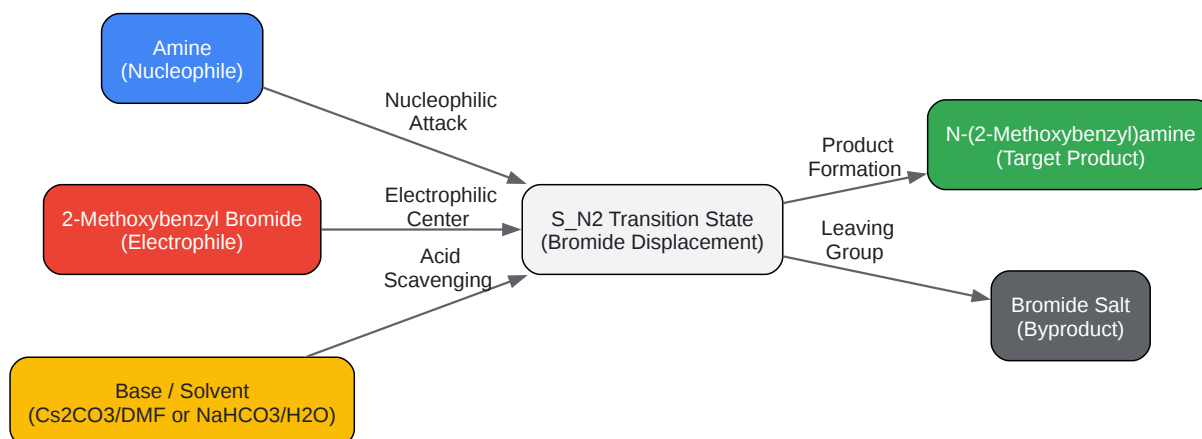 Amine
(Nucleophile)
Nucleophilic
Attack
2-Methoxybenzyl Bromide
(Electrophile)
Electrophilic
Center
Base / Solvent
(Cs2CO3/DMF or NaHCO3/H2O)
Acid
Scavenging
S_N2 Transition State
(Bromide Displacement)
Product
Formation
N-(2-Methoxybenzyl)amine
(Target Product)
Leaving
Group
Bromide Salt
(Byproduct)